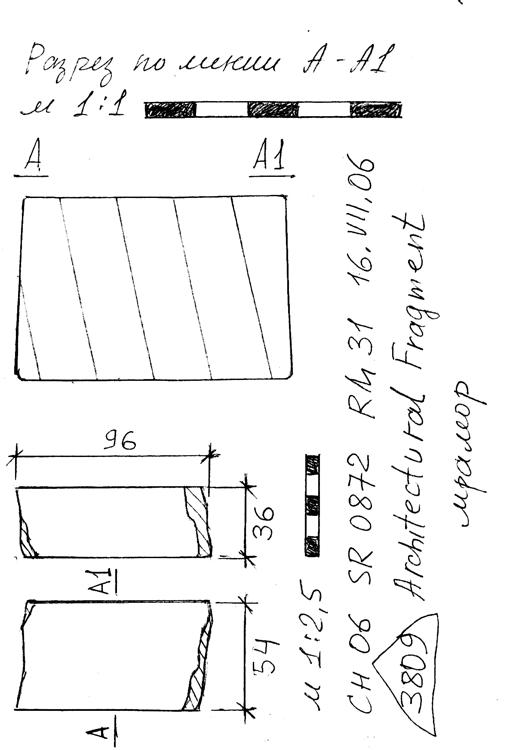 Разрез по линии А-А1
м 1:1
А А1
96
36
А1
54
А
м 1:2,5
CH 06 SR 0872 RM 31 16.VII.06
3809 Architectural Fragment
мрамор